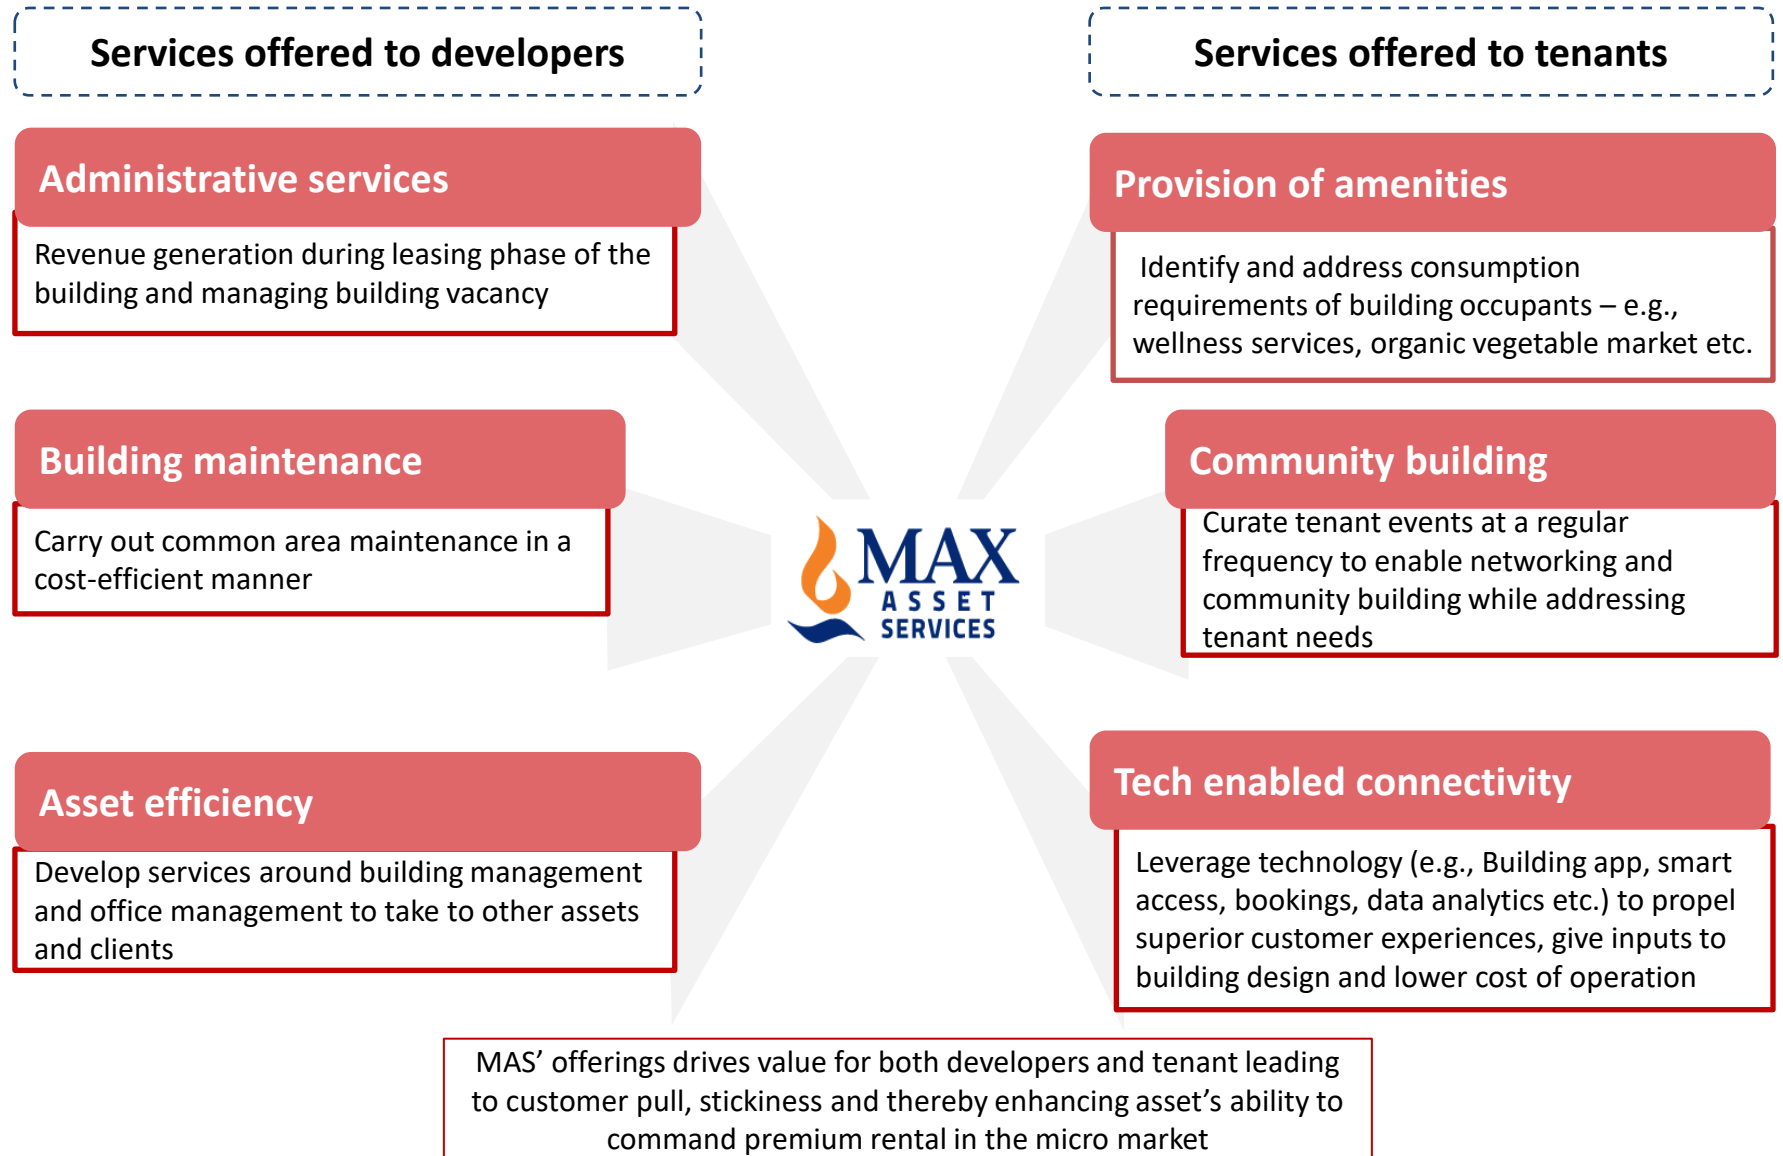 Services offered to developers
Administrative services
Revenue generation during leasing phase of the
building and managing building vacancy
Building maintenance
Carry out common area maintenance in a
cost-efficient manner
Asset efficiency
Develop services around building management
and office management to take to other assets
and clients
MAX
ASSET
SERVICES
Services offered to tenants
Provision of amenities
Identify and address consumption
requirements of building occupants – e.g.,
wellness services, organic vegetable market etc.
Community building
Curate tenant events at a regular
frequency to enable networking and
community building while addressing
tenant needs
Tech enabled connectivity
Leverage technology (e.g., Building app, smart
access, bookings, data analytics etc.) to propel
superior customer experiences, give inputs to
building design and lower cost of operation
MAS’ offerings drives value for both developers and tenant leading
to customer pull, stickiness and thereby enhancing asset’s ability to
command premium rental in the micro market